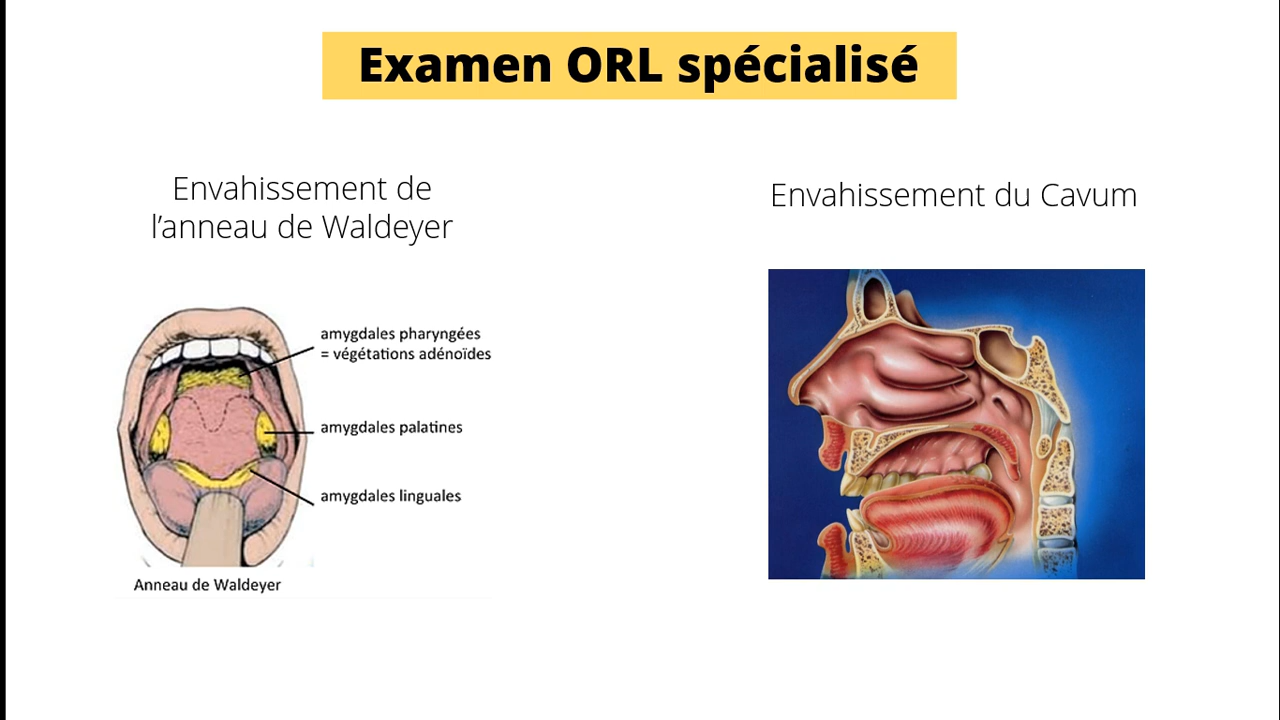 Examen ORL spécialisé
Envahissement de
l’anneau de Waldeyer
amygdales pharyngées
= végétations adénoïdes
amygdales palatines
amygdales linguales
Anneau de Waldeyer
Envahissement du Cavum